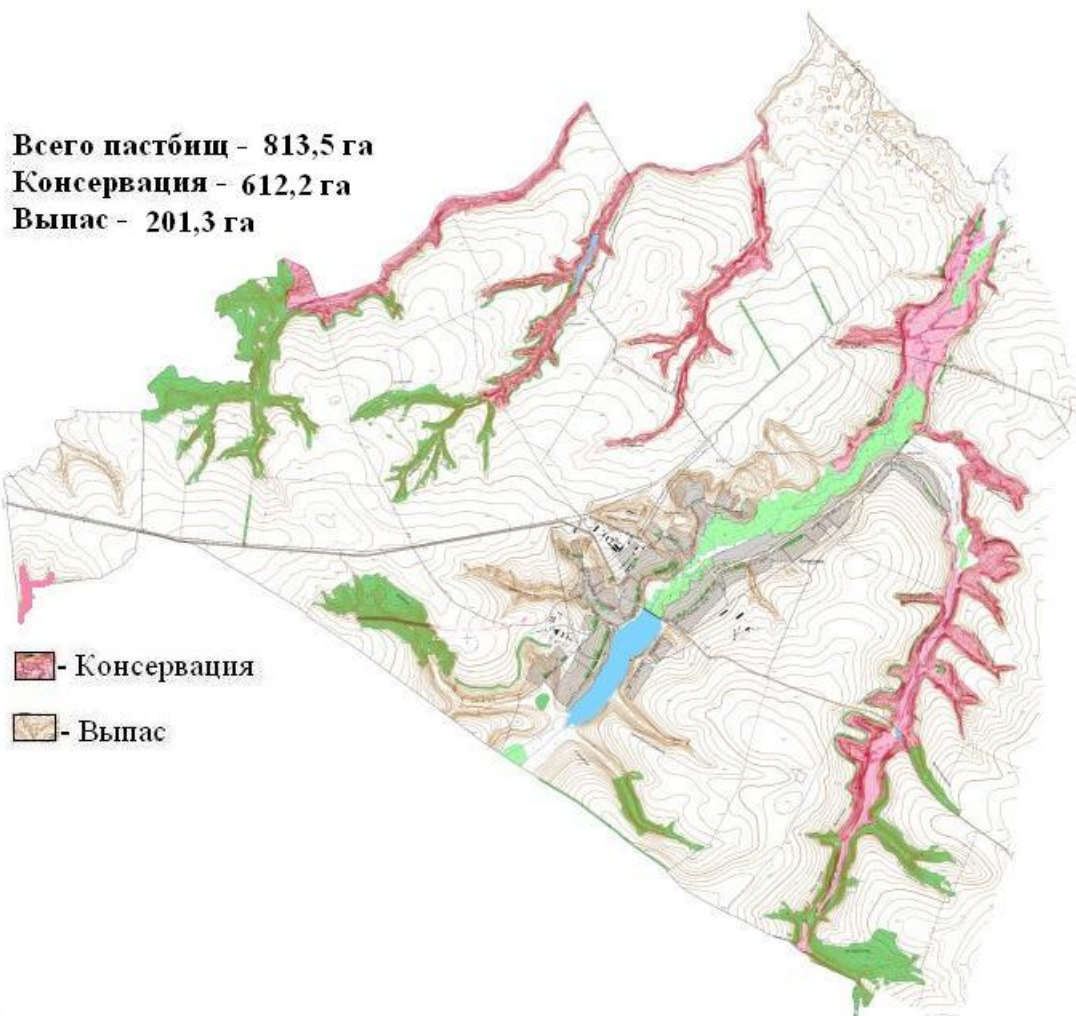 Всего пастбищ - 813,5 га
Консервация - 612,2 га
Выпас - 201,3 га
- Консервация
- Выпас